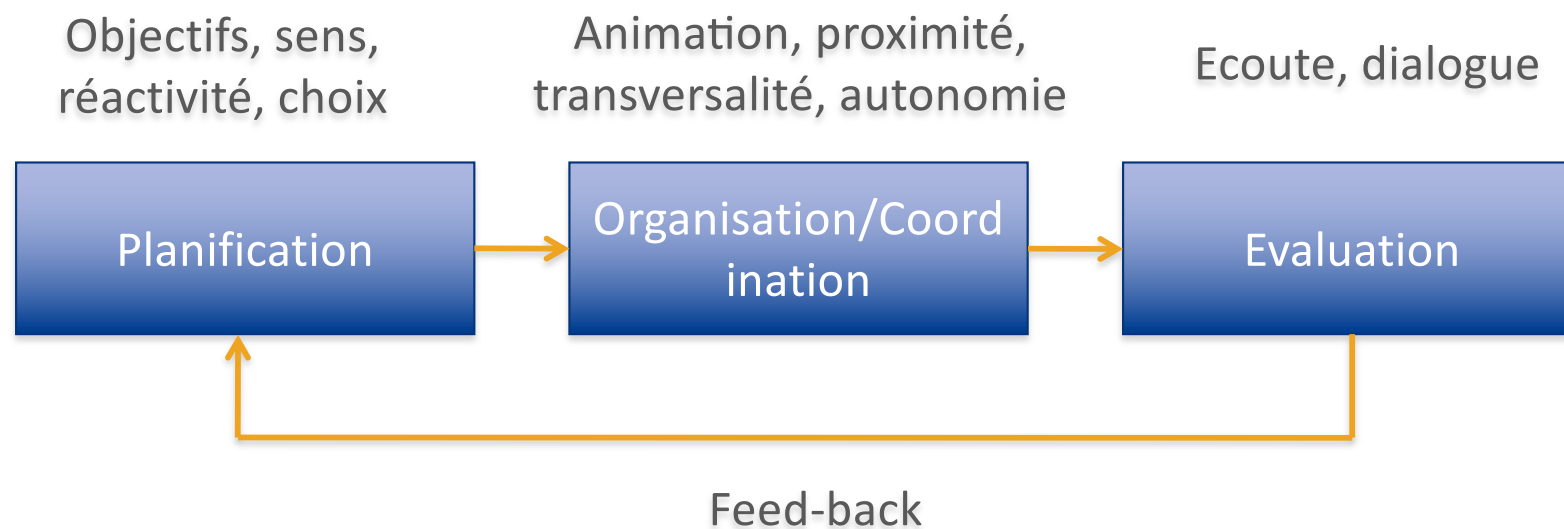 Objectifs, sens,
réactivité, choix
Animation, proximité,
transversalité, autonomie
Ecoute, dialogue
Planification
Organisation/Coord
ination
Evaluation
Feed-back